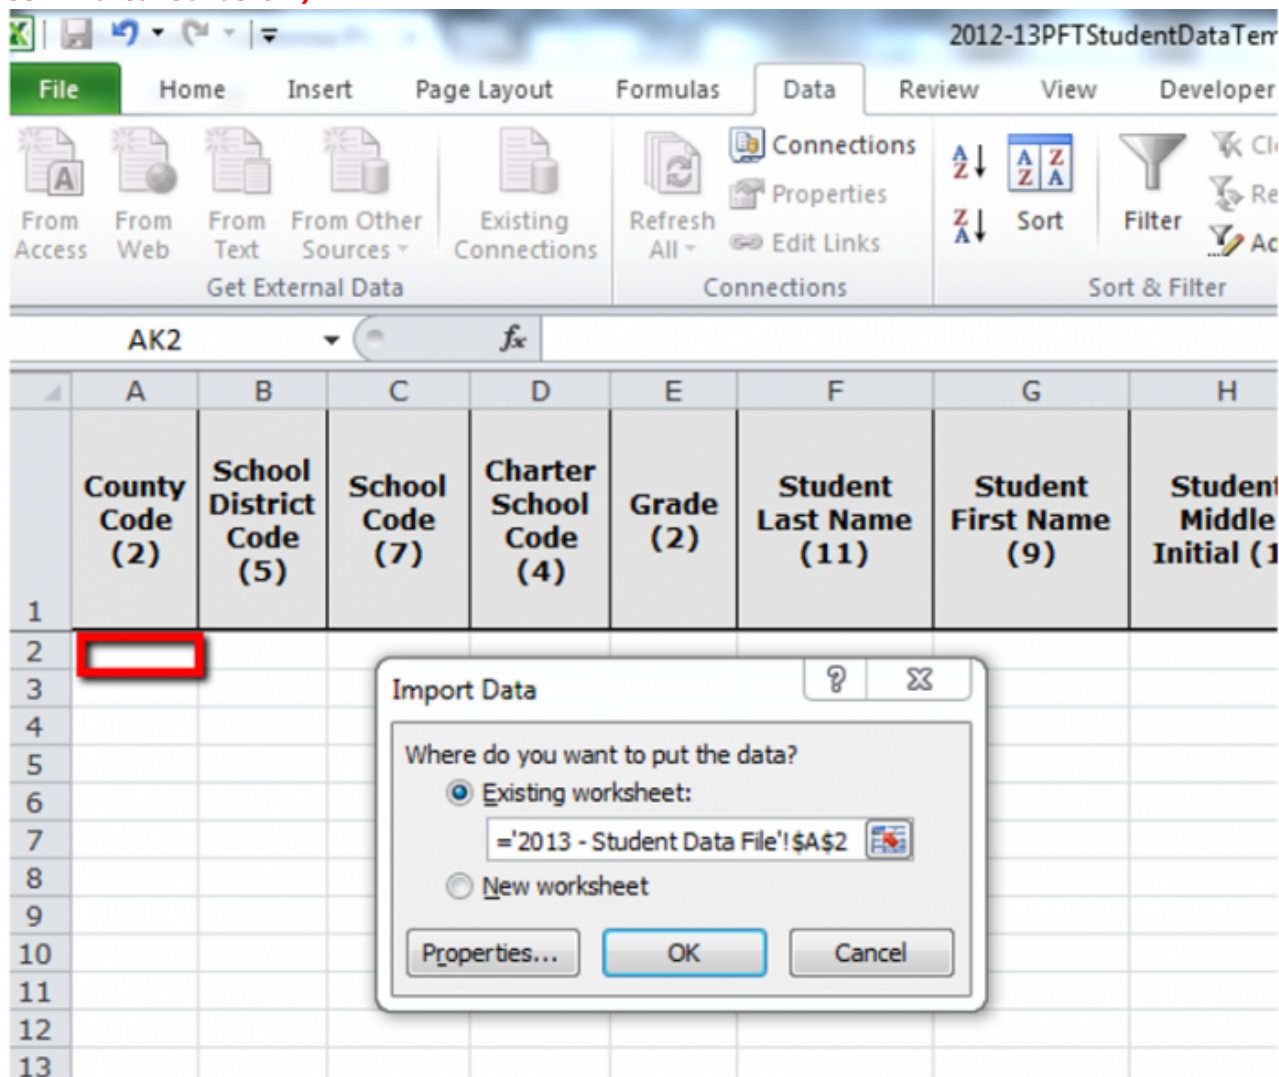 2012-13PFTStudentDataTem
File Home Insert Page Layout Formulas Data Review View Developer
From Access
From Web
From Text
From Other Sources
Existing Connections
Refresh All
Connections
Properties
Edit Links
Sort
Filter
Get External Data
Connections
Sort & Filter
AK2 fx
A B C D E F G H
1
County Code (2)
School District Code (5)
School Code (7)
Charter School Code (4)
Grade (2)
Student Last Name (11)
Student First Name (9)
Student Middle Initial (1
2
3
4
5
6
7
8
9
10
11
12
13
Import Data
Where do you want to put the data?
Existing worksheet:
='2013 - Student Data File'!$A$2
New worksheet
Properties...
OK
Cancel